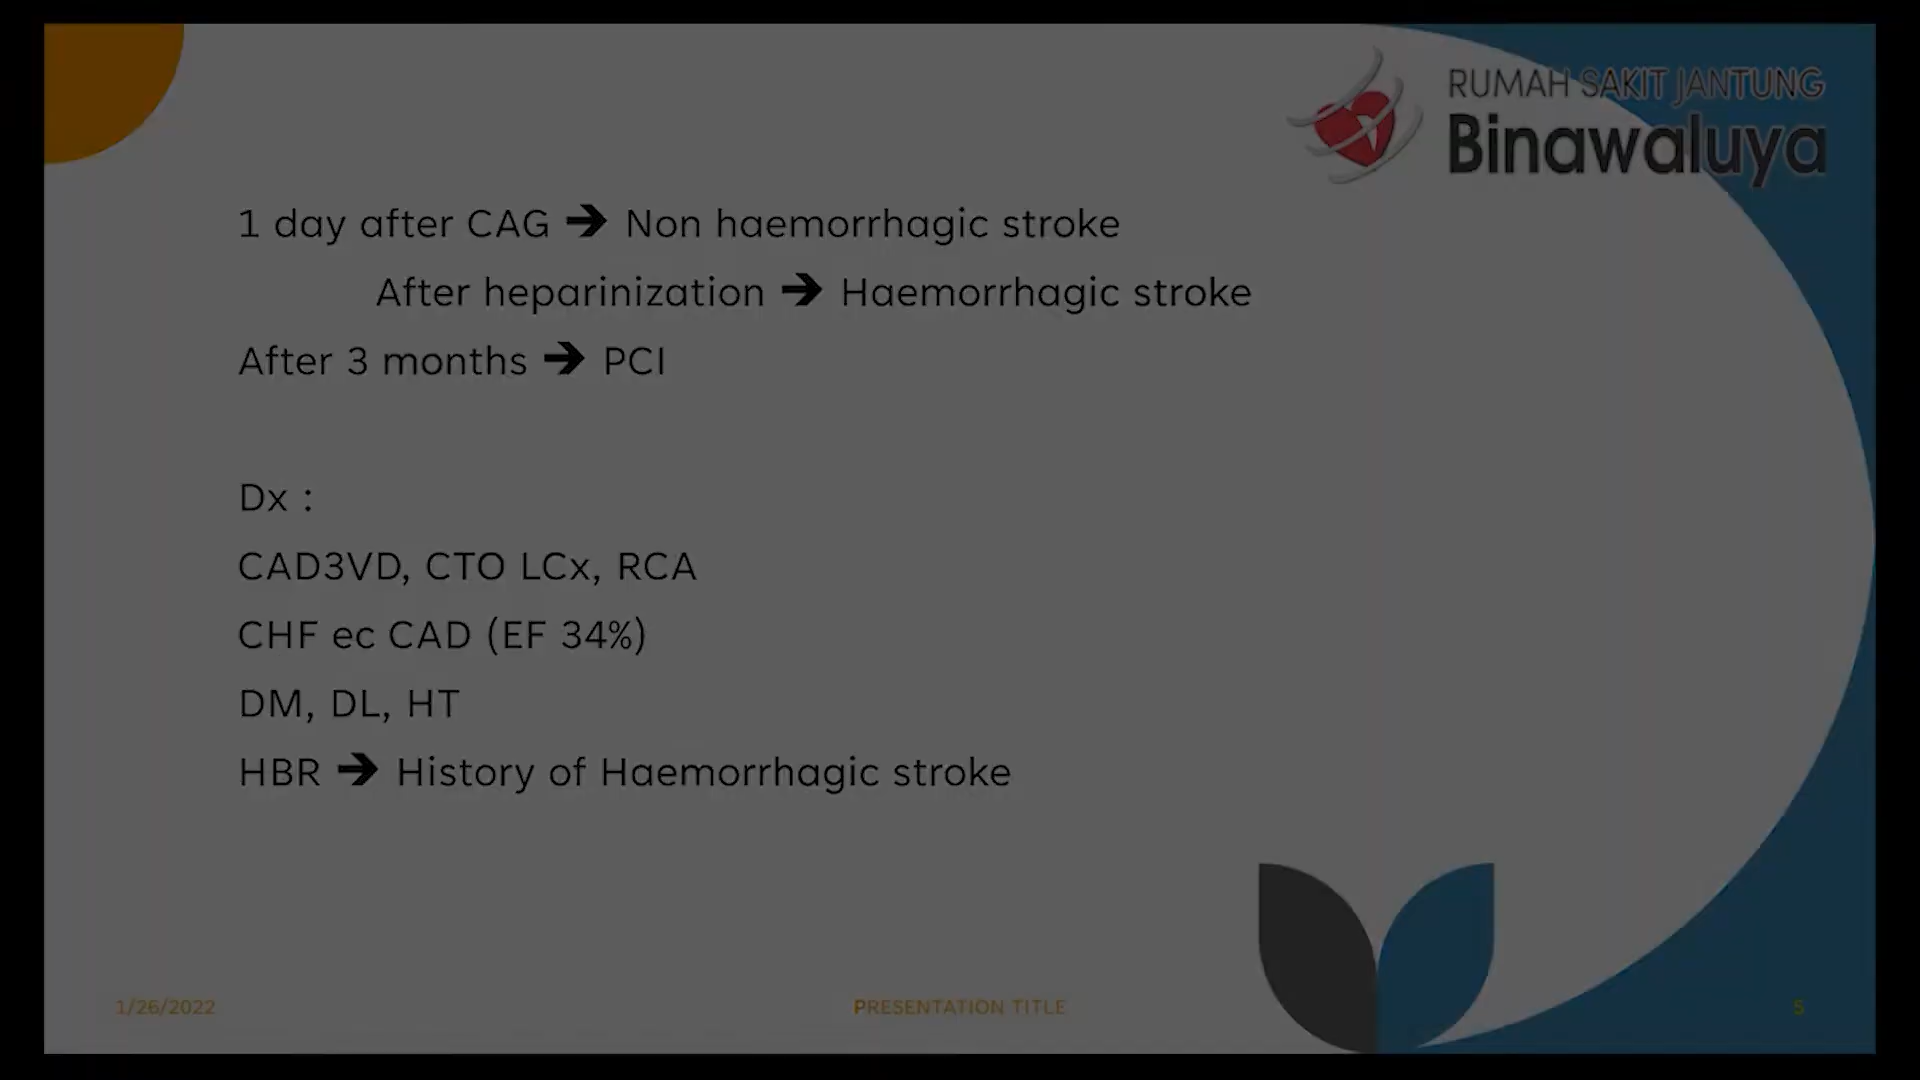 RUMAH SAKIT JANTUNG
Binawaluya
1 day after CAG ➔ Non haemorrhagic stroke
After heparinization ➔ Haemorrhagic stroke
After 3 months ➔ PCI
Dx :
CAD3VD, CTO LCx, RCA
CHF ec CAD (EF 34%)
DM, DL, HT
HBR ➔ History of Haemorrhagic stroke
1/26/2022
PRESENTATION TITLE
5